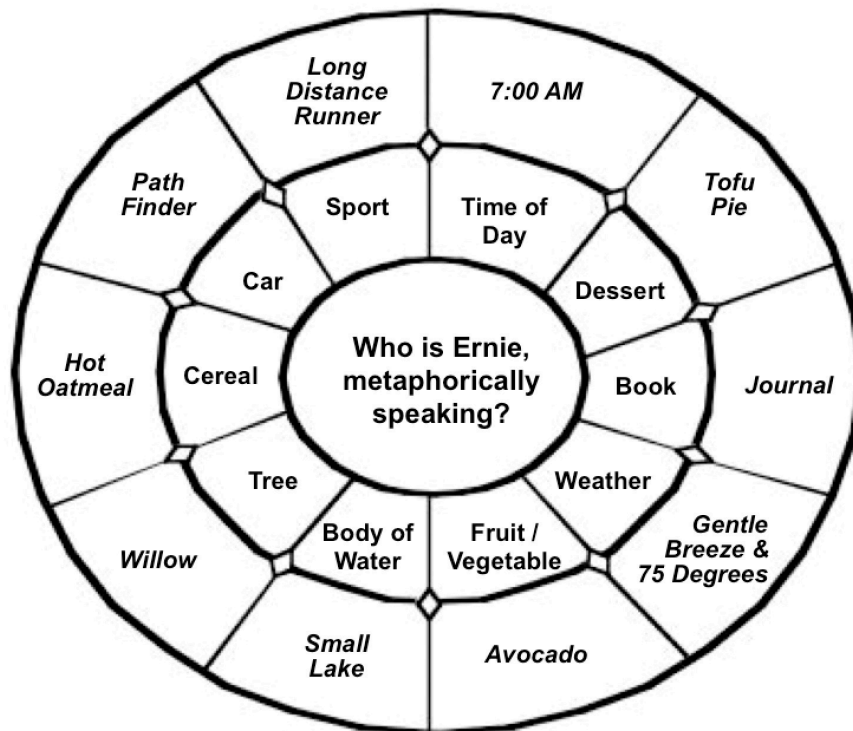 Long
Distance
Runner
7:00 AM
Path
Finder
Tofu
Pie
Sport
Time of
Day
Car
Dessert
Who is Ernie,
metaphorically
speaking?
Hot
Oatmeal
Cereal
Book
Journal
Tree
Weather
Willow
Body of
Water
Fruit /
Vegetable
Gentle
Breeze &
75 Degrees
Small
Lake
Avocado